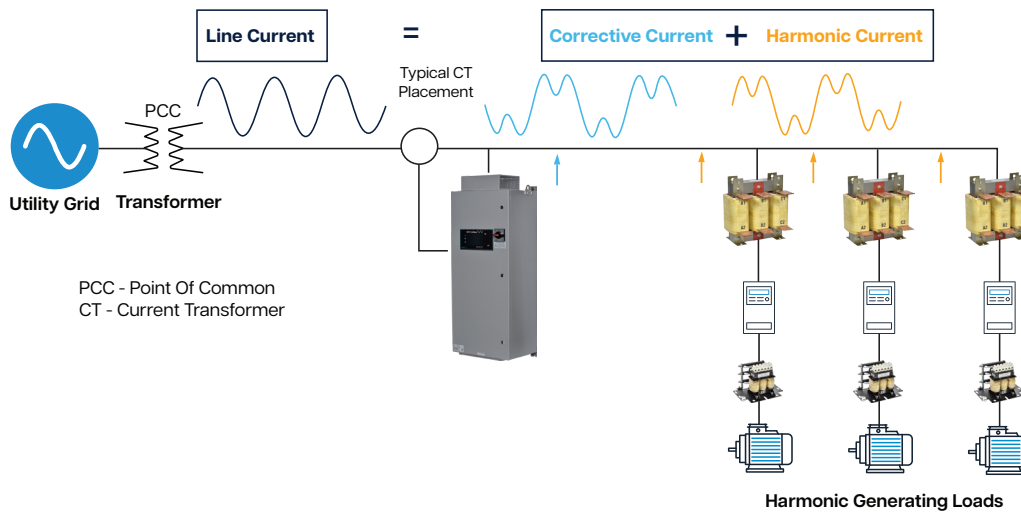 Line Current
=
Corrective Current + Harmonic Current
Typical CT
Placement
PCC
Utility Grid
Transformer
PCC - Point Of Common
CT - Current Transformer
Harmonic Generating Loads